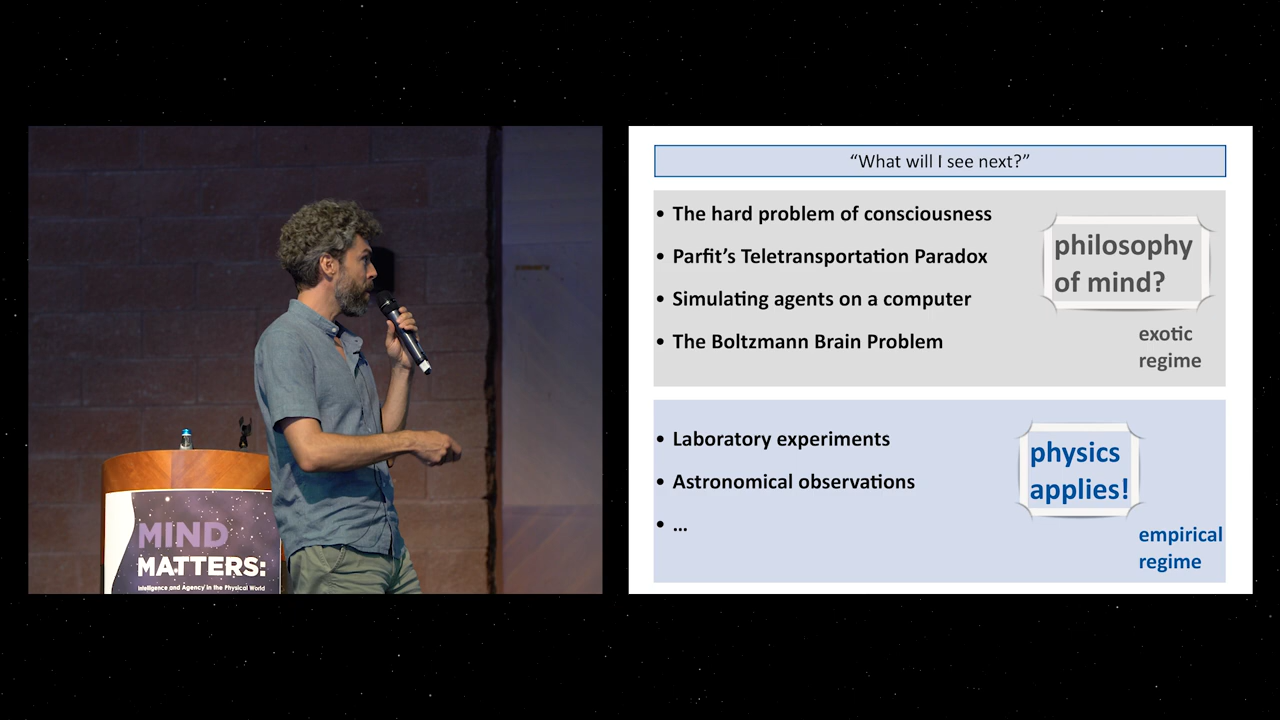 MIND
MATTERS:
Intelligence and Agency in the Physical World
“What will I see next?”
• The hard problem of consciousness
• Parfit’s Teletransportation Paradox
• Simulating agents on a computer
• The Boltzmann Brain Problem
philosophy
of mind?
exotic
regime
• Laboratory experiments
• Astronomical observations
• ...
physics
applies!
empirical
regime